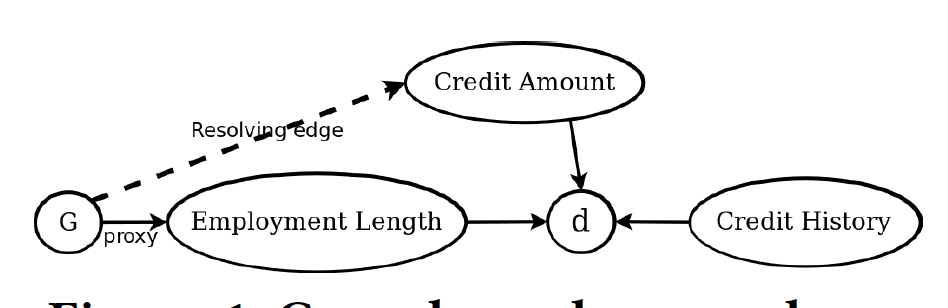 Credit Amount
Resolving edge
G
proxy
Employment Length
d
Credit History